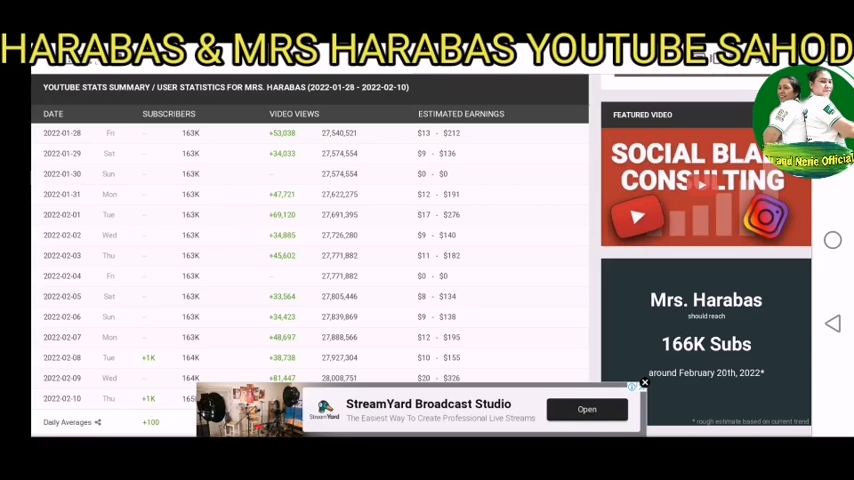 HARABAS & MRS HARABAS YOUTUBE SAHOD
YOUTUBE STATS SUMMARY / USER STATISTICS FOR MRS. HARABAS (2022-01-28 - 2022-02-10)
DATE SUBSCRIBERS VIDEO VIEWS ESTIMATED EARNINGS
2022-01-28 Fri -- 163K +53,038 27,540,521 $13 - $212
2022-01-29 Sat -- 163K +34,033 27,574,554 $9 - $136
2022-01-30 Sun -- 163K -- 27,574,554 $0 - $0
2022-01-31 Mon -- 163K +47,721 27,622,275 $12 - $191
2022-02-01 Tue -- 163K +69,120 27,691,395 $17 - $276
2022-02-02 Wed -- 163K +34,885 27,726,280 $9 - $140
2022-02-03 Thu -- 163K +45,602 27,771,882 $11 - $182
2022-02-04 Fri -- 163K -- 27,771,882 $0 - $0
2022-02-05 Sat -- 163K +33,564 27,805,446 $8 - $134
2022-02-06 Sun -- 163K +34,423 27,839,869 $9 - $138
2022-02-07 Mon -- 163K +48,697 27,888,566 $12 - $195
2022-02-08 Tue +1K 164K +38,738 27,927,304 $10 - $155
2022-02-09 Wed -- 164K +81,447 28,008,751 $20 - $326
2022-02-10 Thu +1K 165
Daily Averages +100
StreamYard Broadcast Studio
The Easiest Way To Create Professional Live Streams
StreamYard
Open
FEATURED VIDEO
SOCIAL BLA
CONSULTING
and Nerie Official
Mrs. Harabas
should reach
166K Subs
around February 20th, 2022*
* rough estimate based on current trend